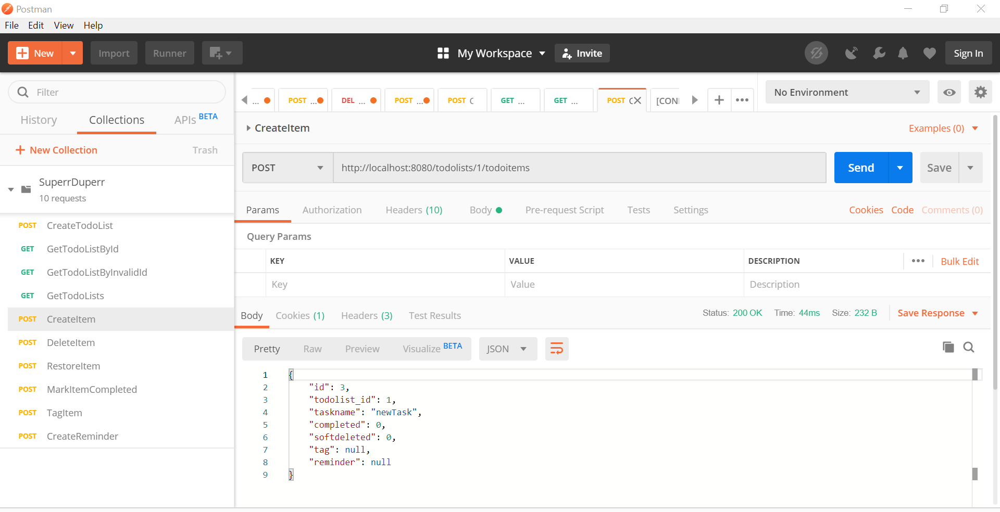 Postman
File Edit View Help
New Import Runner My Workspace Invite Sign In
Filter
History Collections APIs BETA
New Collection Trash
SuperrDuperr
10 requests
POST CreateTodoList
GET GetTodoListById
GET GetTodoListByInvalidId
GET GetTodoLists
POST CreateItem
POST DeleteItem
POST RestoreItem
POST MarkItemCompleted
POST TagItem
POST CreateReminder
... POST ... DEL ... POST ... POST GET ... GET ... POST [CON
No Environment
CreateItem Examples (0)
POST http://localhost:8080/todolists/1/todoitems Send Save
Params Authorization Headers (10) Body Pre-request Script Tests Settings Cookies Code Comments (0)
Query Params
KEY VALUE DESCRIPTION ••• Bulk Edit
Key Value Description
Body Cookies (1) Headers (3) Test Results Status: 200 OK Time: 44ms Size: 232 B Save Response
Pretty Raw Preview Visualize BETA JSON
1 {
2 "id": 3,
3 "todolist_id": 1,
4 "taskname": "newTask",
5 "completed": 0,
6 "softdeleted": 0,
7 "tag": null,
8 "reminder": null
9 }